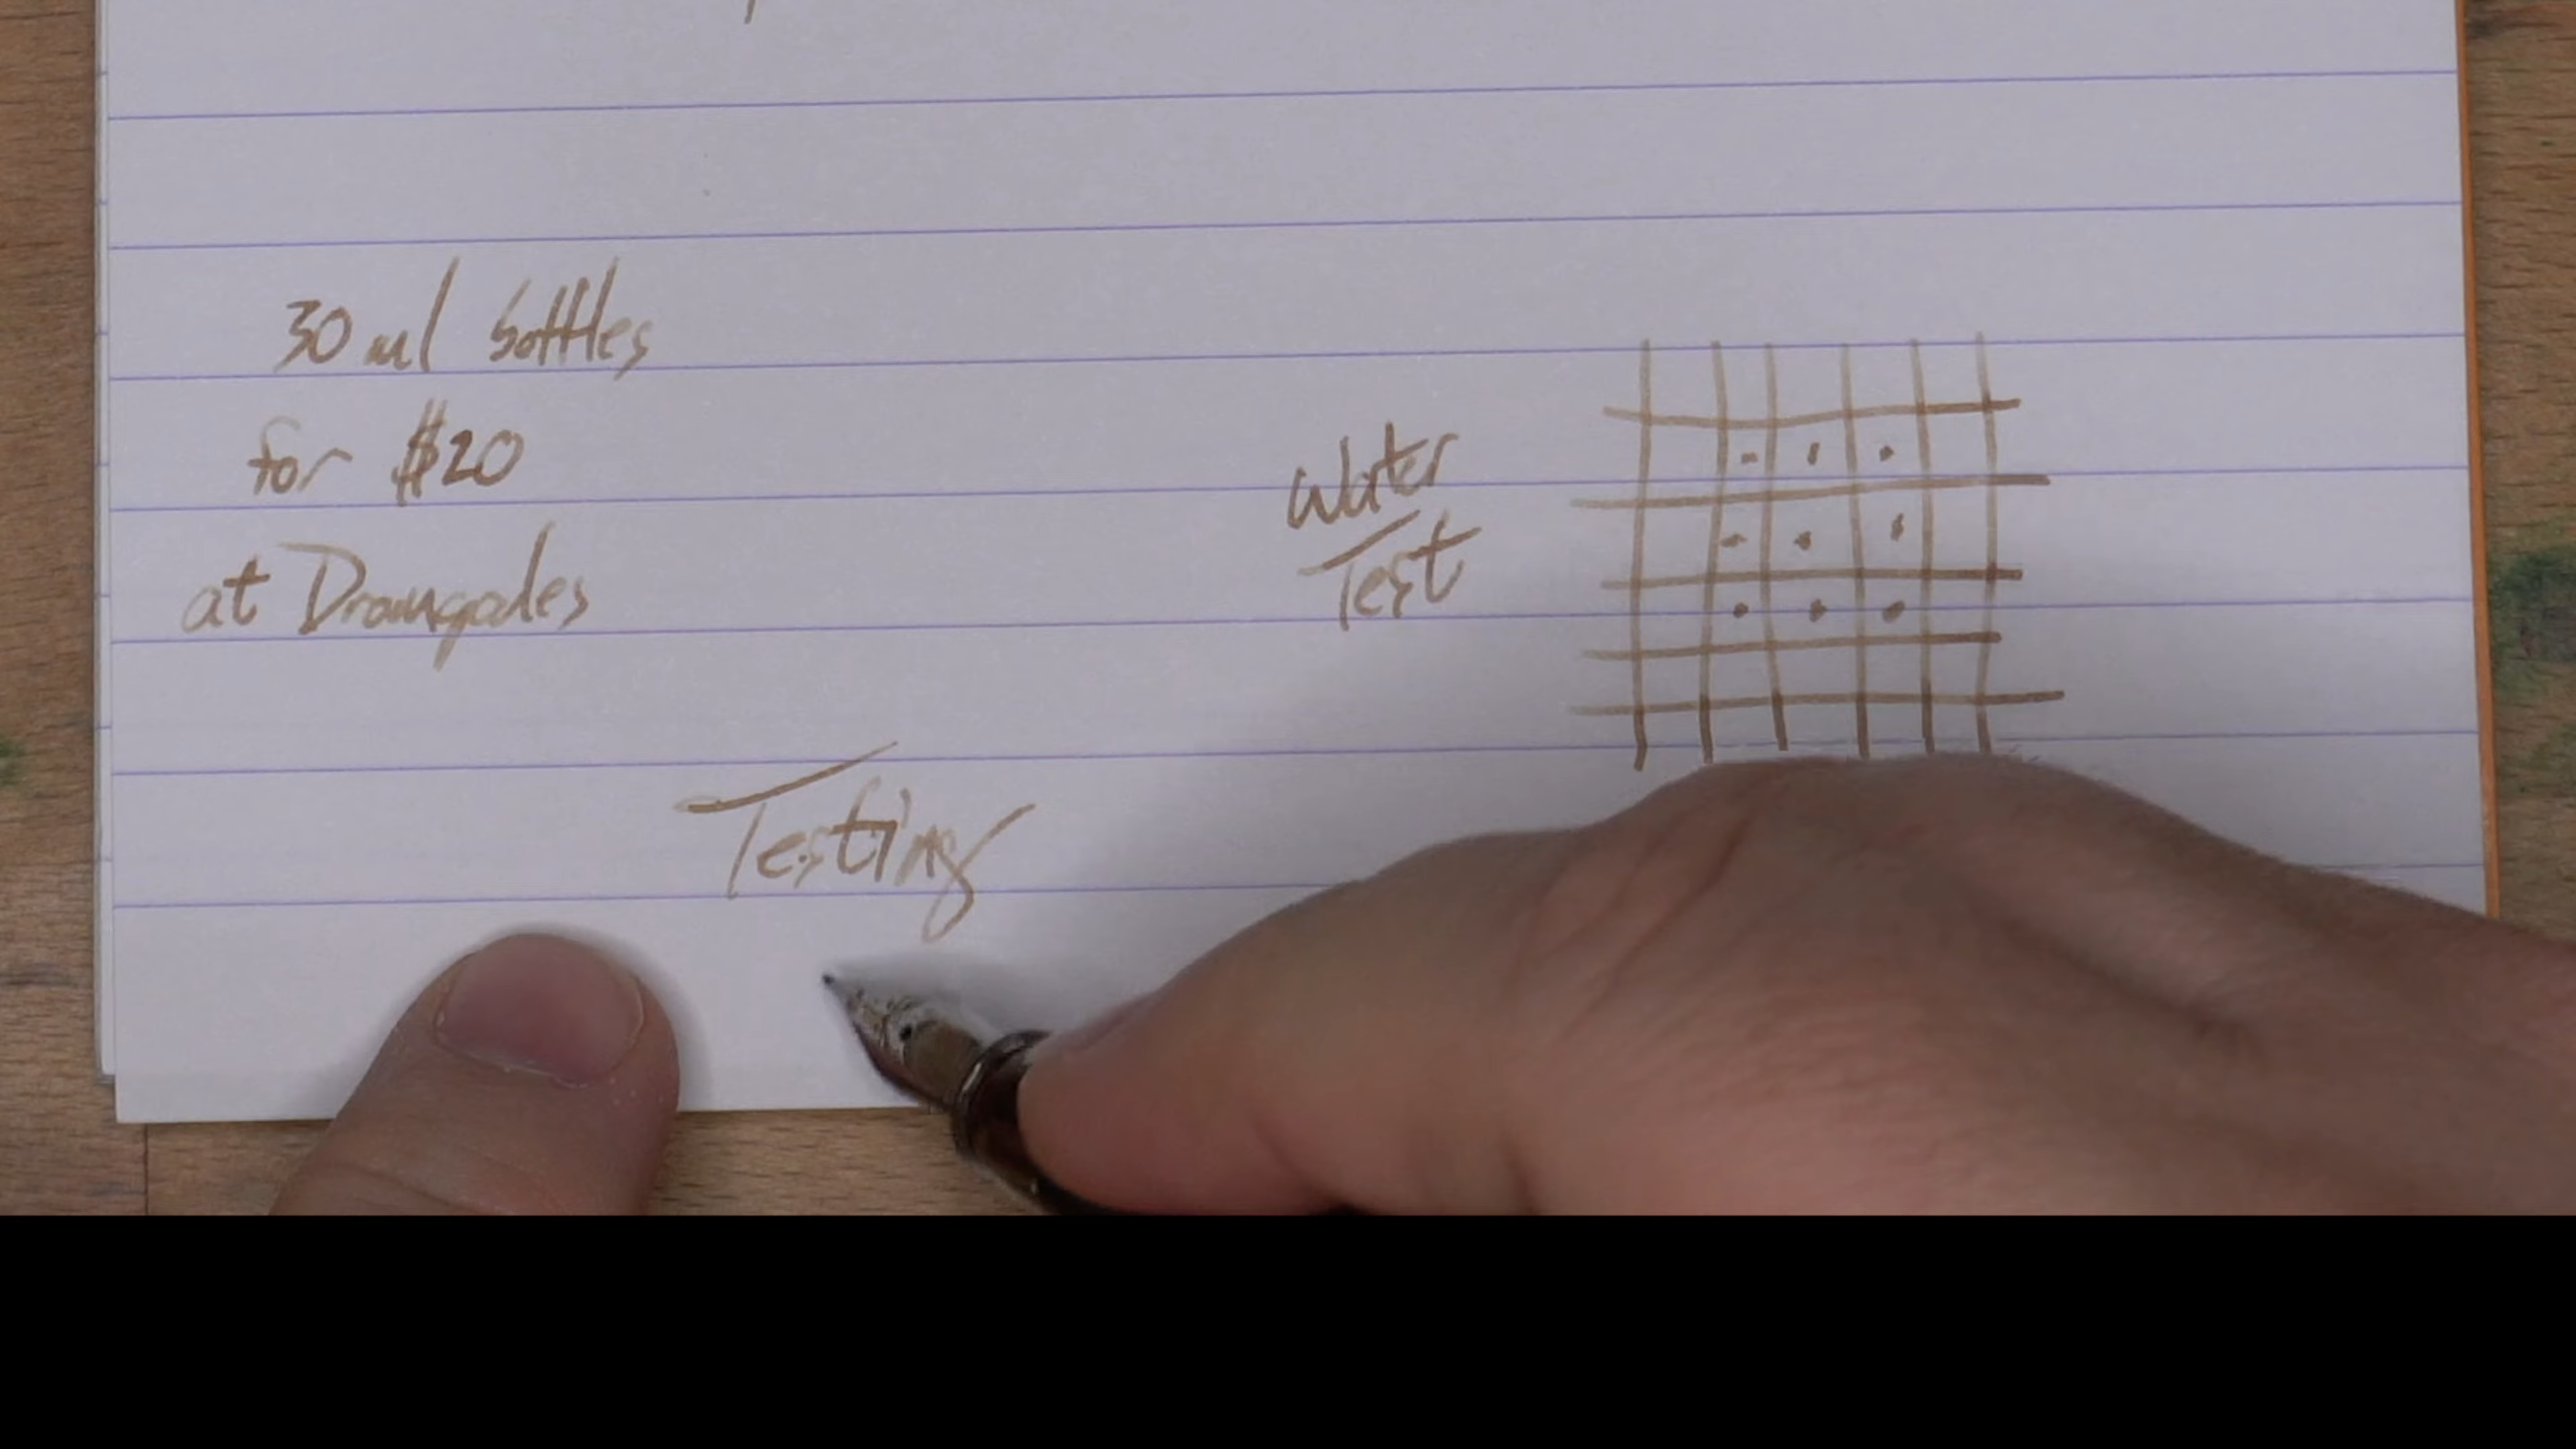 30 ml bottles
for $20
at Dromgooles
Water
Test
Testing